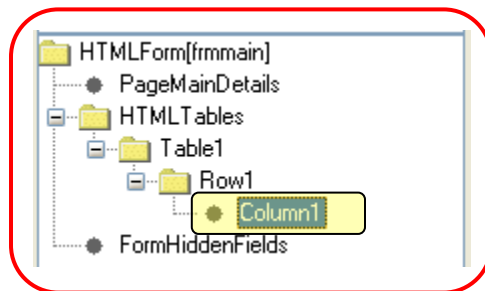 HTMLForm[frmmain]
PageMainDetails
HTMLTables
Table1
Row1
Column1
FormHiddenFields